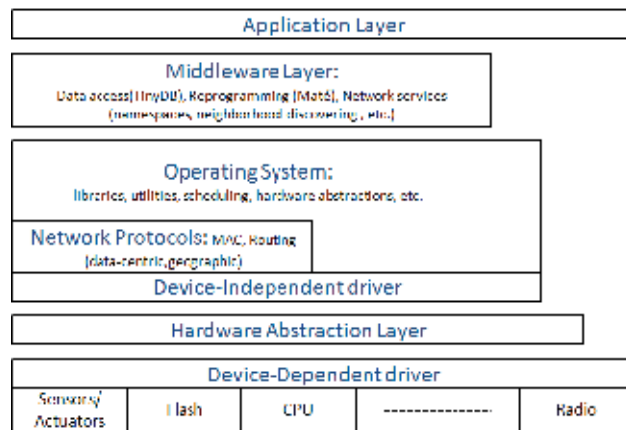 Application Layer
Middleware Layer:
Data access(TinyDB), Reprogramming (Maté), Network services
(namespaces, neighborhood discovering , etc.)
Operating System:
libraries, utilities, scheduling, hardware abstractions, etc.
Network Protocols: MAC, Routing
(data-centric,geographic)
Device-Independent driver
Hardware Abstraction Layer
Device-Dependent driver
Sensors/
Actuators
Flash
CPU
----------------
Radio